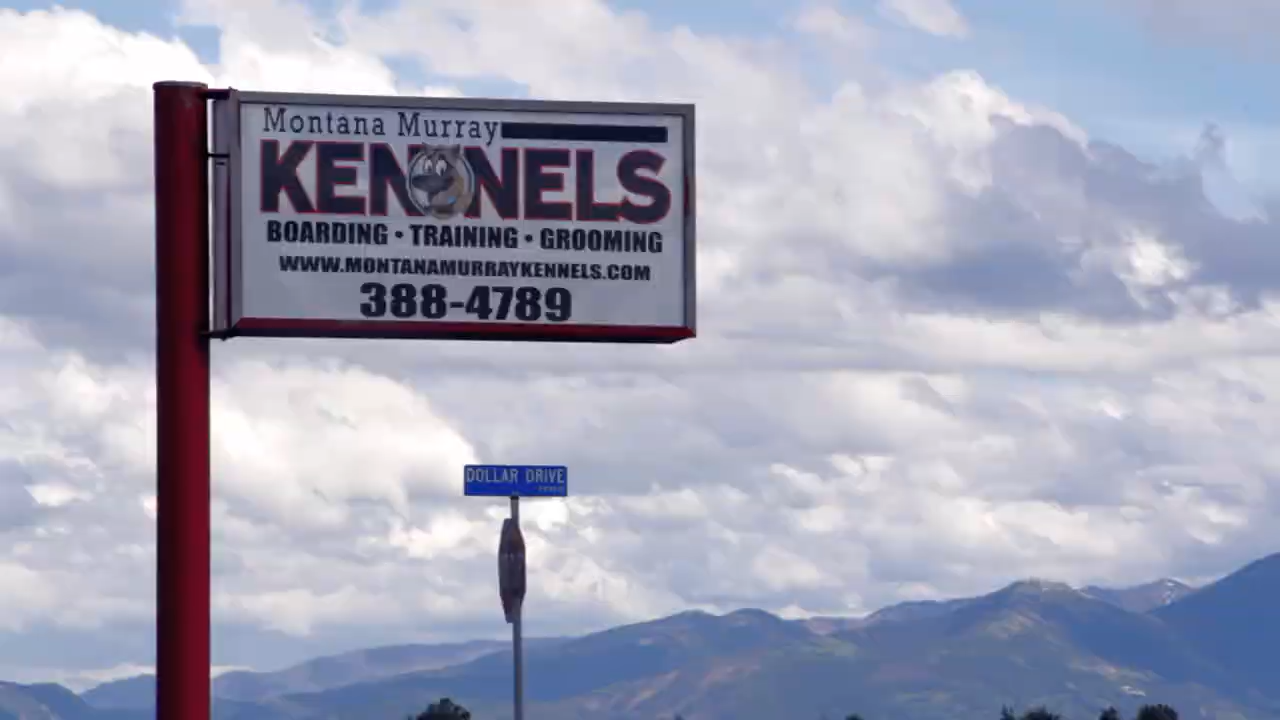 Montana Murray
KENNELS
BOARDING • TRAINING • GROOMING
WWW.MONTANAMURRAYKENNELS.COM
388-4789
DOLLAR DRIVE